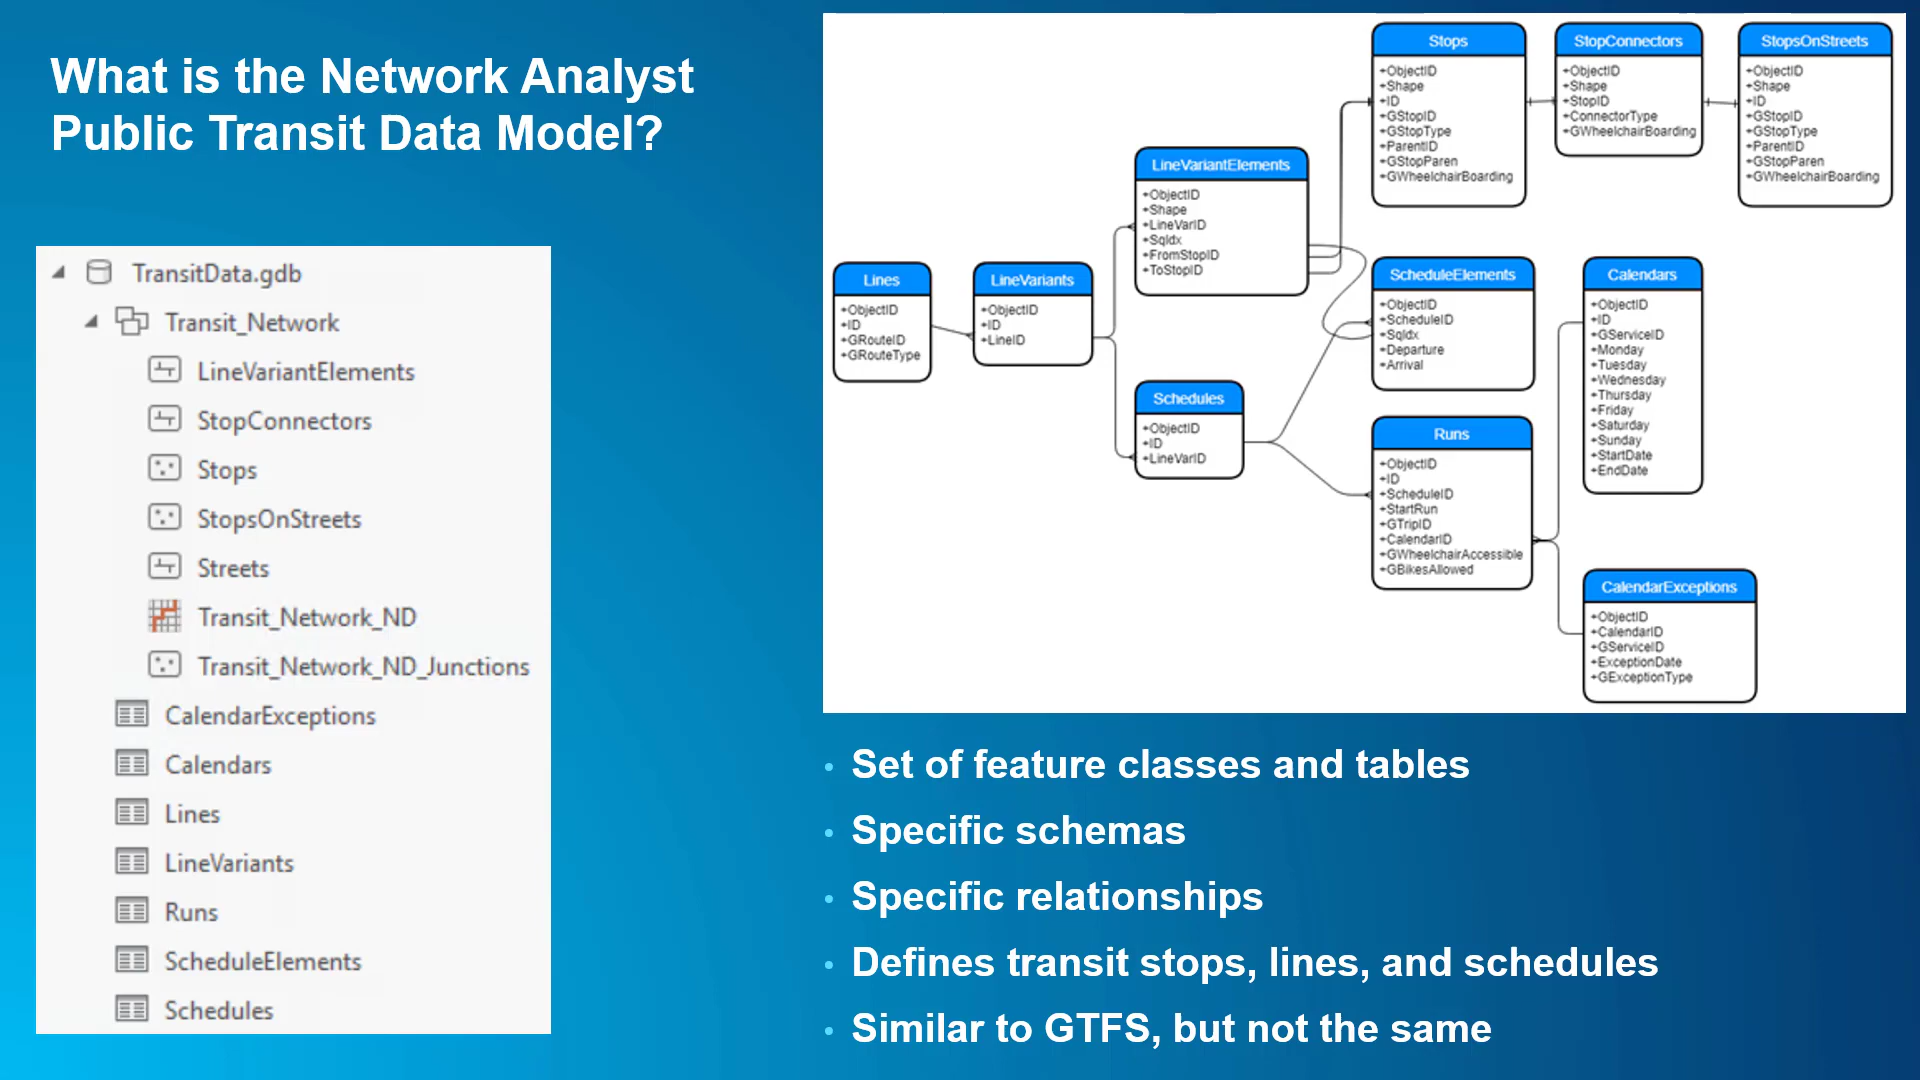 What is the Network Analyst
Public Transit Data Model?
TransitData.gdb
Transit_Network
LineVariantElements
StopConnectors
Stops
StopsOnStreets
Streets
Transit_Network_ND
Transit_Network_ND_Junctions
CalendarExceptions
Calendars
Lines
LineVariants
Runs
ScheduleElements
Schedules
Lines
+ObjectID
+ID
+GRouteID
+GRouteType
LineVariants
+ObjectID
+ID
+LineID
LineVariantElements
+ObjectID
+Shape
+LineVarID
+SqIdx
+FromStopID
+ToStopID
Schedules
+ObjectID
+ID
+LineVarID
Stops
+ObjectID
+Shape
+ID
+GStopID
+GStopType
+ParentID
+GStopParen
+GWheelchairBoarding
StopConnectors
+ObjectID
+Shape
+StopID
+ConnectorType
+GWheelchairBoarding
StopsOnStreets
+ObjectID
+Shape
+ID
+GStopID
+GStopType
+ParentID
+GStopParen
+GWheelchairBoarding
ScheduleElements
+ObjectID
+ScheduleID
+SqIdx
+Departure
+Arrival
Runs
+ObjectID
+ID
+ScheduleID
+StartRun
+GTripID
+CalendarID
+GWheelchairAccessible
+GBikesAllowed
Calendars
+ObjectID
+ID
+GServiceID
+Monday
+Tuesday
+Wednesday
+Thursday
+Friday
+Saturday
+Sunday
+StartDate
+EndDate
CalendarExceptions
+ObjectID
+CalendarID
+GServiceID
+ExceptionDate
+GExceptionType
• Set of feature classes and tables
• Specific schemas
• Specific relationships
• Defines transit stops, lines, and schedules
• Similar to GTFS, but not the same